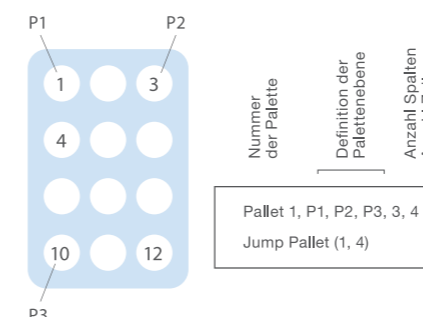 P1
P2
1
3
4
10
12
P3
Nummer
der Palette
Definition der
Palettenebene
Anzahl Spalten
Pallet 1, P1, P2, P3, 3, 4
Jump Pallet (1, 4)